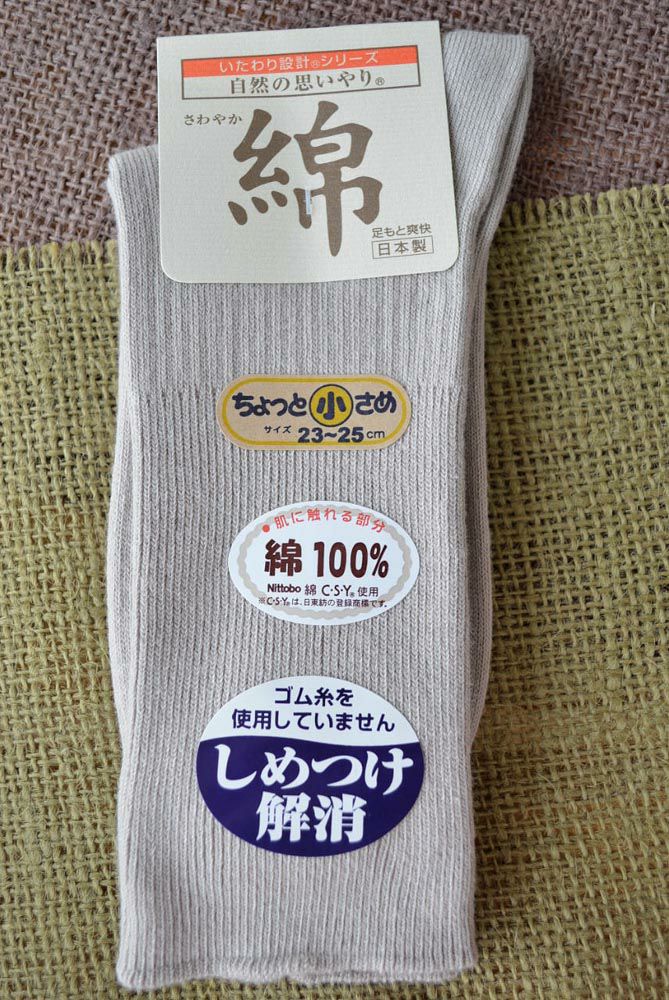 いたわり設計®シリーズ
自然の思いやり®
さわやか
綿
足もと爽快
日本製
ちょっと小さめ
サイズ 23~25cm
●肌に触れる部分
綿 100%
Nittobo 綿 C・S・Y® 使用
※C・S・Y®は、日東紡の登録商標です。
ゴム糸を
使用していません
しめつけ
解消